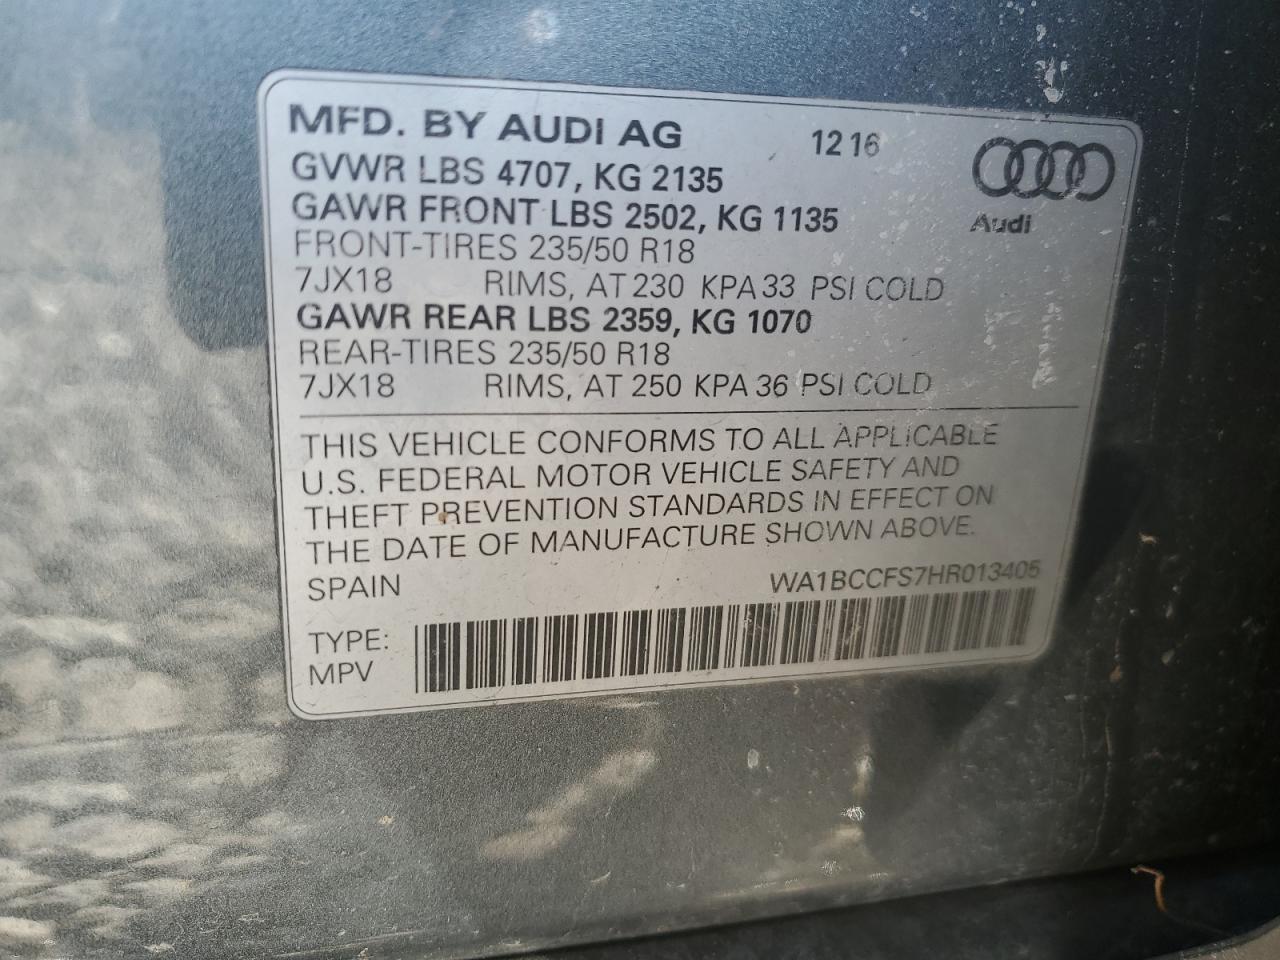 MFD. BY AUDI AG 12 16
GVWR LBS 4707, KG 2135
GAWR FRONT LBS 2502, KG 1135
Audi
FRONT-TIRES 235/50 R18
7JX18 RIMS, AT 230 KPA 33 PSI COLD
GAWR REAR LBS 2359, KG 1070
REAR-TIRES 235/50 R18
7JX18 RIMS, AT 250 KPA 36 PSI COLD
THIS VEHICLE CONFORMS TO ALL APPLICABLE
U.S. FEDERAL MOTOR VEHICLE SAFETY AND
THEFT PREVENTION STANDARDS IN EFFECT ON
THE DATE OF MANUFACTURE SHOWN ABOVE.
SPAIN WA1BCCFS7HR013405
TYPE:
MPV